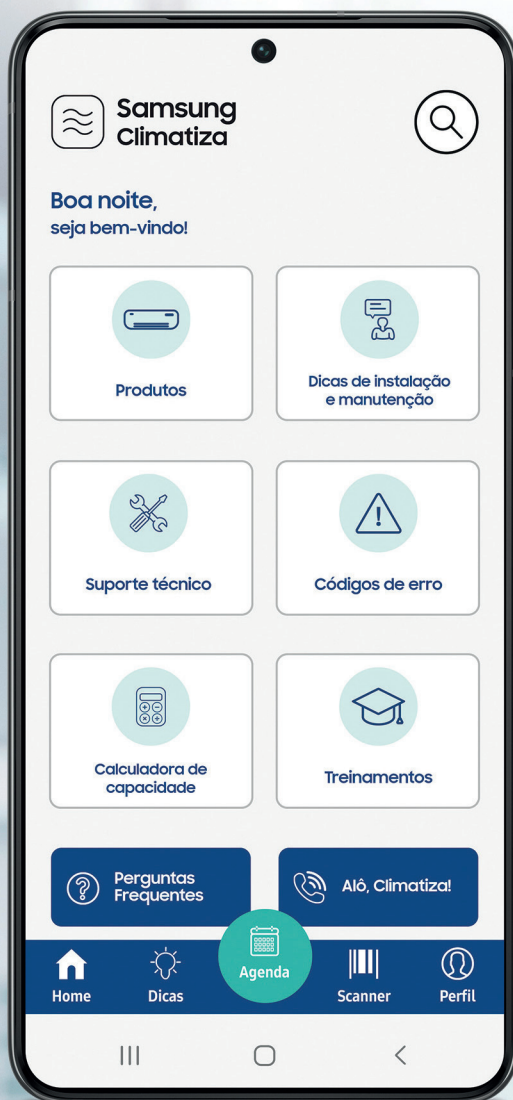 Samsung
Climatiza
Boa noite,
seja bem-vindo!
Produtos
Dicas de instalação
e manutenção
Suporte técnico
Códigos de erro
Calculadora de
capacidade
Treinamentos
Perguntas
Frequentes
Alô, Climatiza!
Home
Dicas
Agenda
Scanner
Perfil